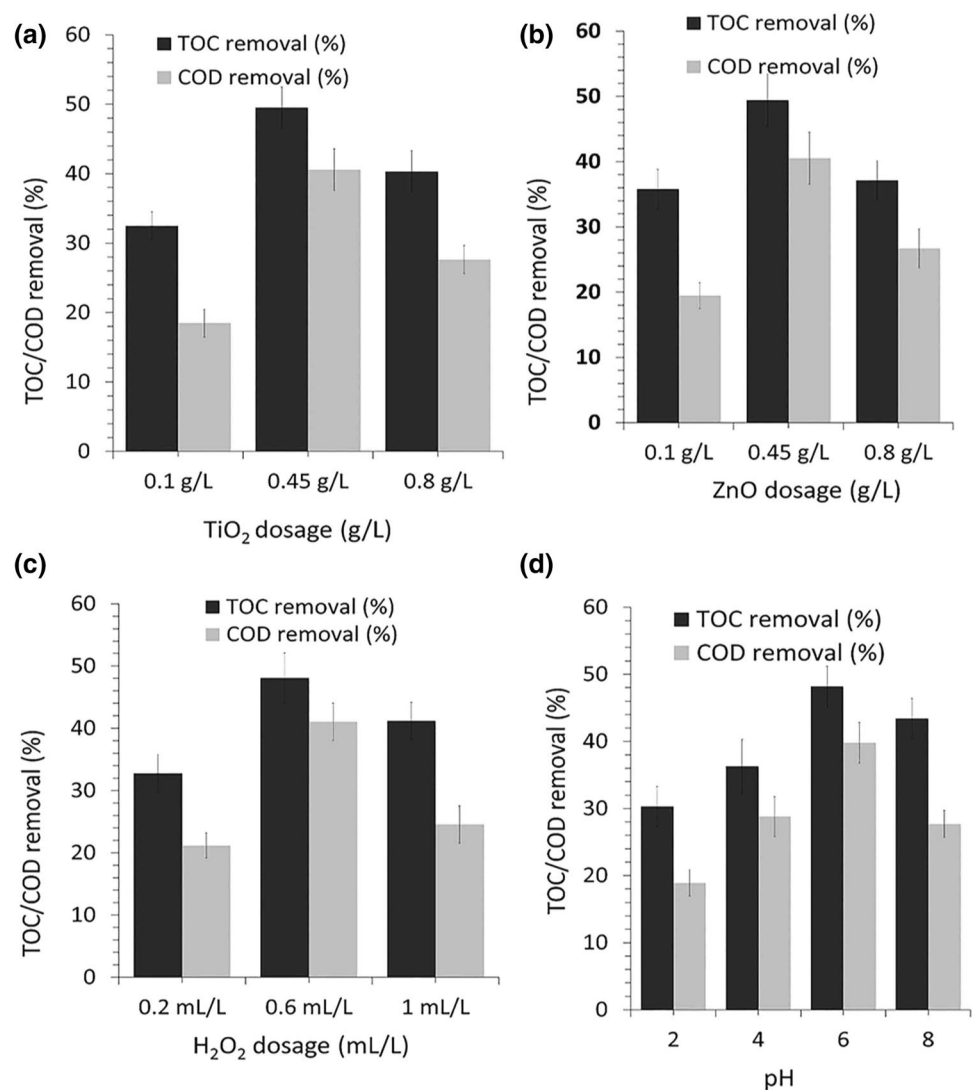 (a)
TOC removal (%)
COD removal (%)
TOC/COD removal (%)
60
50
40
30
20
10
0
0.1 g/L 0.45 g/L 0.8 g/L
TiO₂ dosage (g/L)
(b)
TOC removal (%)
COD removal (%)
TOC/COD removal (%)
60
50
40
30
20
10
0
0.1 g/L 0.45 g/L 0.8 g/L
ZnO dosage (g/L)
(c)
TOC removal (%)
COD removal (%)
TOC/COD removal (%)
60
50
40
30
20
10
0
0.2 mL/L 0.6 mL/L 1 mL/L
H₂O₂ dosage (mL/L)
(d)
TOC removal (%)
COD removal (%)
TOC/COD removal (%)
60
50
40
30
20
10
0
2 4 6 8
pH